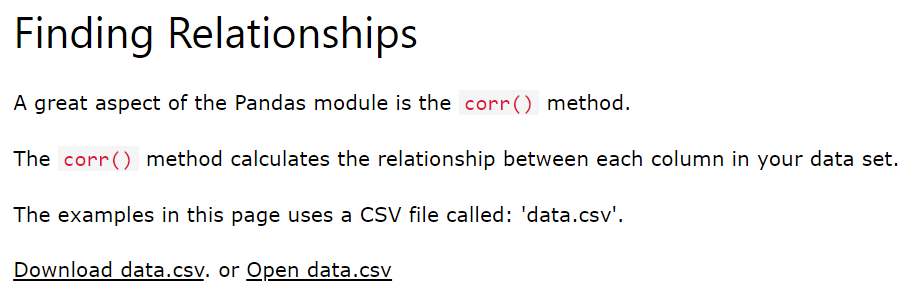 Finding Relationships
A great aspect of the Pandas module is the corr() method.
The corr() method calculates the relationship between each column in your data set.
The examples in this page uses a CSV file called: 'data.csv'.
Download data.csv. or Open data.csv